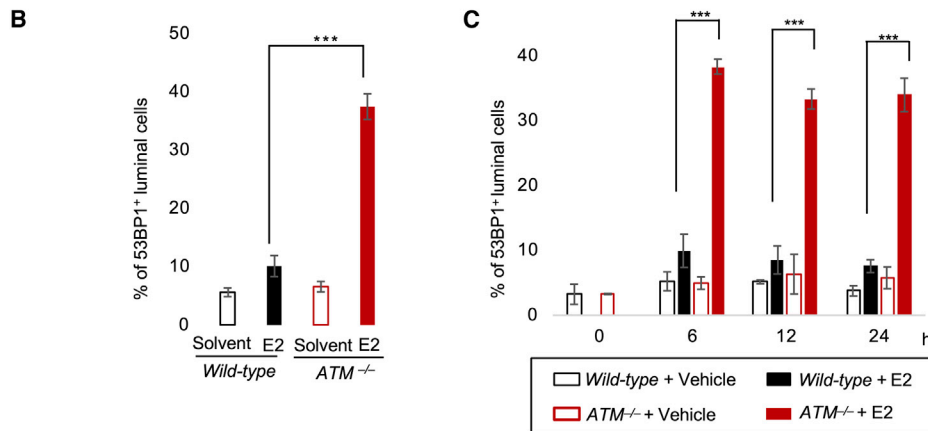 B
% of 53BP1+ luminal cells
50
40
30
20
10
0
***
Solvent E2 Solvent E2
Wild-type ATM –/–
C
% of 53BP1+ luminal cells
40
30
20
10
0
*** *** ***
0 6 12 24 h
Wild-type + Vehicle Wild-type + E2
ATM–/– + Vehicle ATM–/– + E2